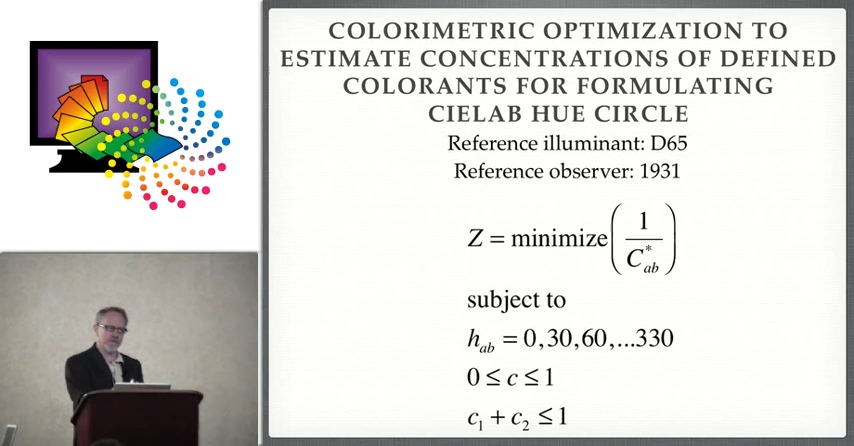 COLORIMETRIC OPTIMIZATION TO
ESTIMATE CONCENTRATIONS OF DEFINED
COLORANTS FOR FORMULATING
CIELAB HUE CIRCLE
Reference illuminant: D65
Reference observer: 1931
Z = minimize(1/C*ab)
subject to
hab = 0,30,60,...330
0 ≤ c ≤ 1
c1 + c2 ≤ 1